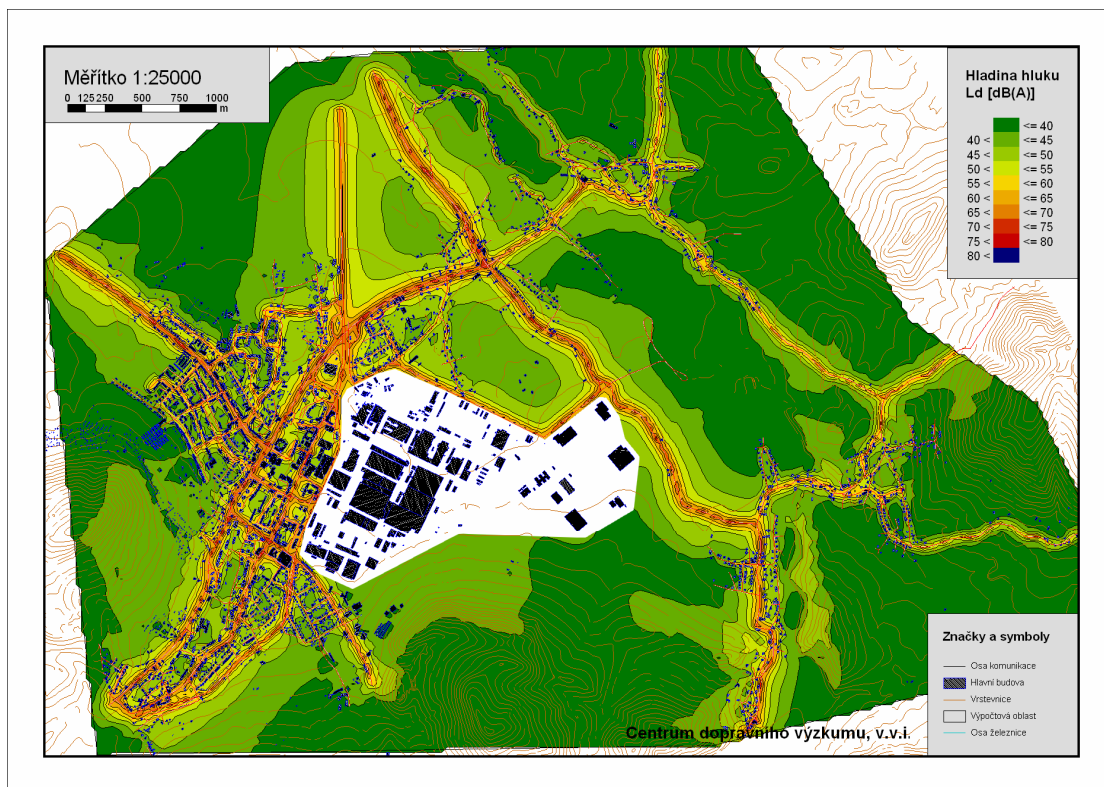 Měřítko 1:25000
0 125 250 500 750 1000
m
Hladina hluku
Ld [dB(A)]
<= 40
40 < <= 45
45 < <= 50
50 < <= 55
55 < <= 60
60 < <= 65
65 < <= 70
70 < <= 75
75 < <= 80
80 <
Značky a symboly
Osa komunikace
Hlavní budova
Vrstevnice
Výpočtová oblast
Osa železnice
Centrum dopravního výzkumu, v.v.i.